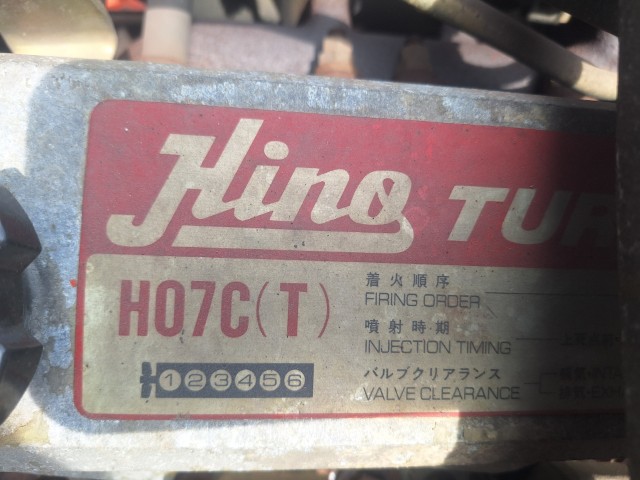 Hino TUR
H07C(T)
123456
着火順序
FIRING ORDER
噴射時期
INJECTION TIMING
バルブクリアランス
VALVE CLEARANCE